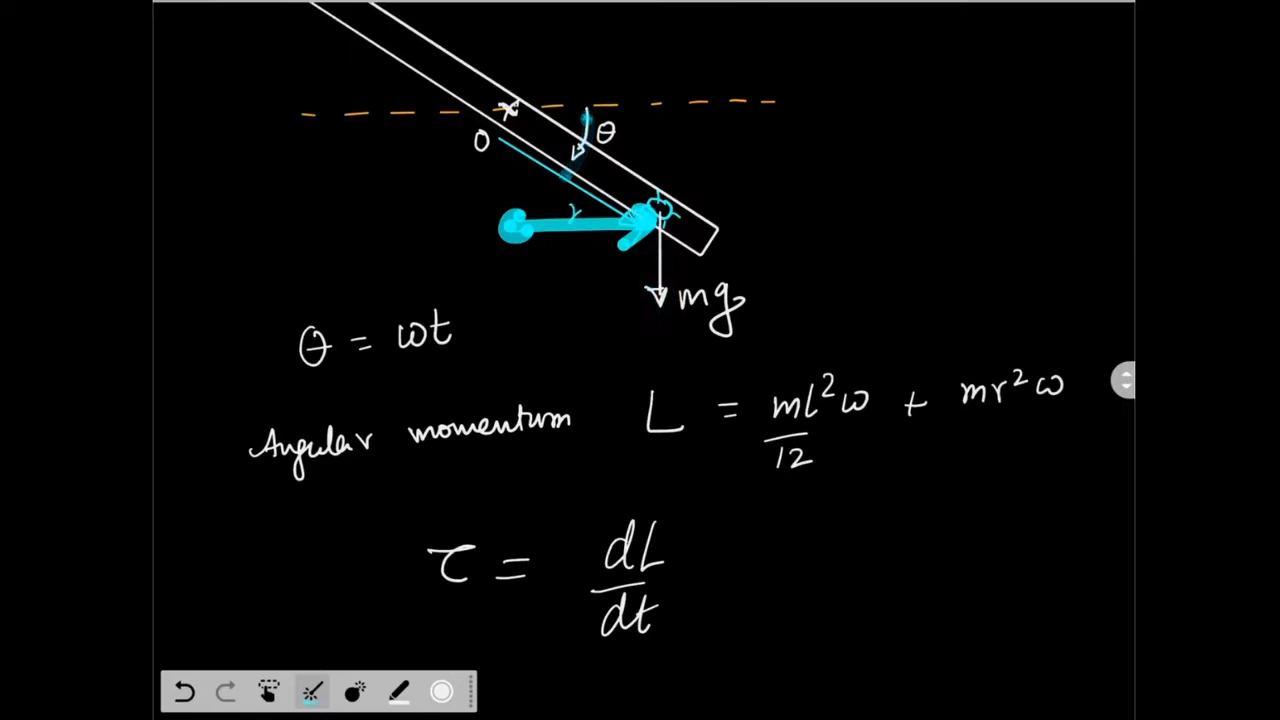 θ
O
r
mg
θ = ωt
Angular momentum L = ml²ω/12 + mr²ω
τ = dL/dt